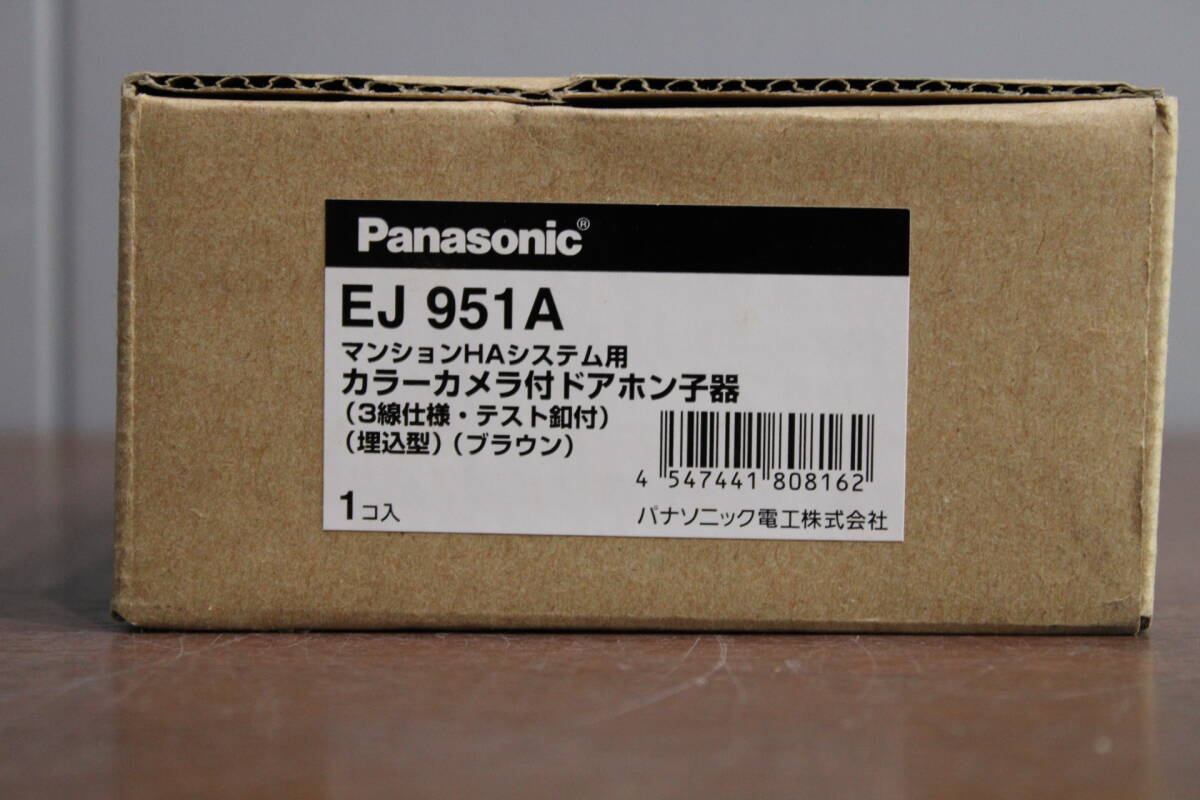 Panasonic®
EJ 951A
マンションHAシステム用
カラーカメラ付ドアホン子器
(3線仕様・テスト釦付)
(埋込型)(ブラウン)
4 547441 808162
1コ入
パナソニック電工株式会社